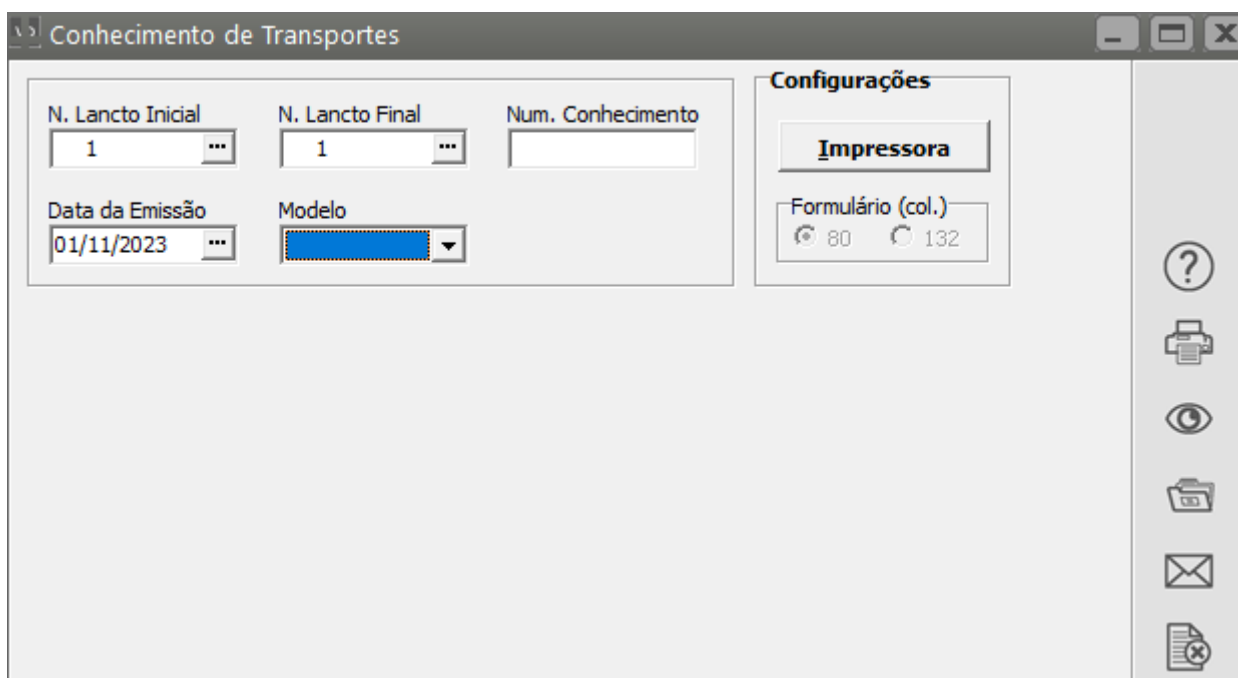 Conhecimento de Transportes
N. Lancto Inicial
N. Lancto Final
Num. Conhecimento
1
1
Data da Emissão
Modelo
01/11/2023
Configurações
Impressora
Formulário (col.)
80
132